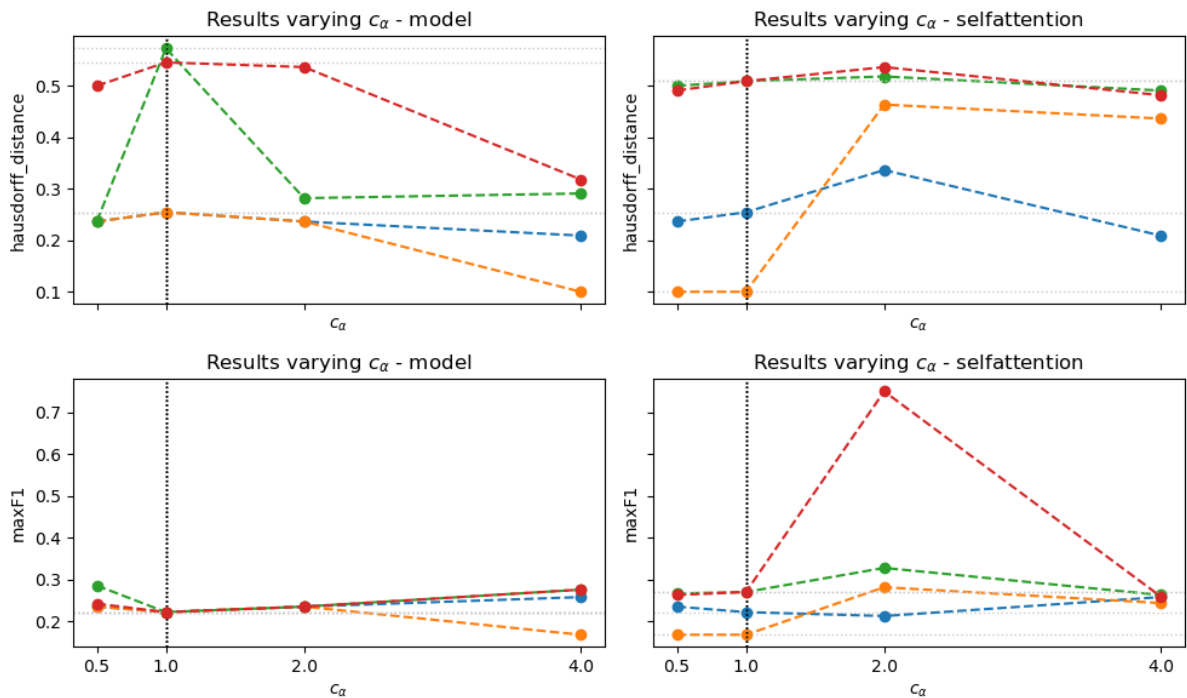 Results varying cα - model
hausdorff_distance
0.5
0.4
0.3
0.2
0.1
cα
Results varying cα - selfattention
hausdorff_distance
cα
Results varying cα - model
maxF1
0.7
0.6
0.5
0.4
0.3
0.2
0.5
1.0
2.0
4.0
cα
Results varying cα - selfattention
maxF1
0.5
1.0
2.0
4.0
cα